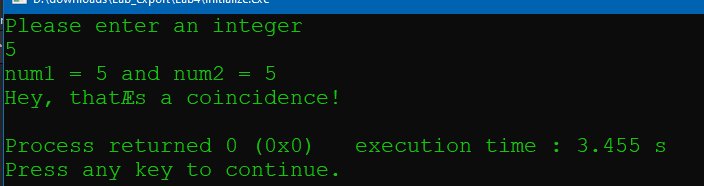 D:\downloads\Lab_export\Lab4\initialize.exe
Please enter an integer
5
num1 = 5 and num2 = 5
Hey, thatÆs a coincidence!
Process returned 0 (0x0)   execution time : 3.455 s
Press any key to continue.